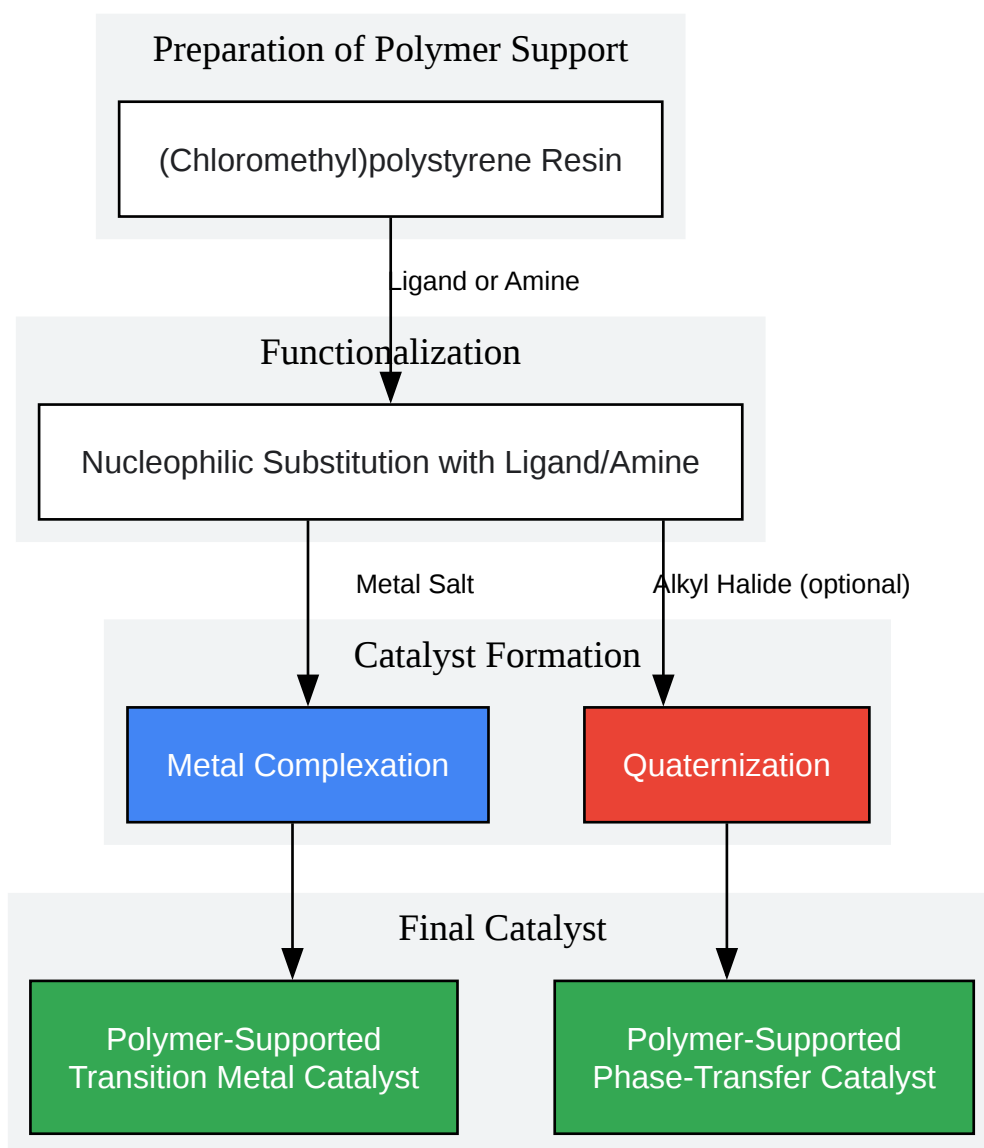 Preparation of Polymer Support
(Chloromethyl)polystyrene Resin
Ligand or Amine
Functionalization
Nucleophilic Substitution with Ligand/Amine
Metal Salt
Alkyl Halide (optional)
Catalyst Formation
Metal Complexation
Quaternization
Final Catalyst
Polymer-Supported
Transition Metal Catalyst
Polymer-Supported
Phase-Transfer Catalyst